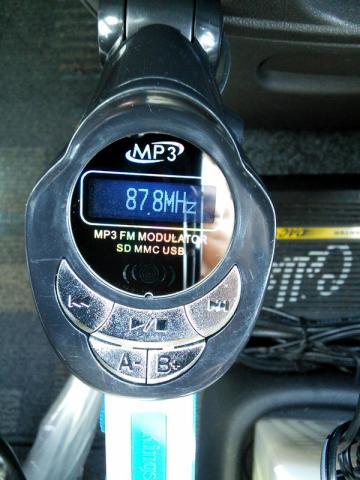 MP3
87.8MHz
MP3 FM MODULATOR
SD MMC USB
A-
B+